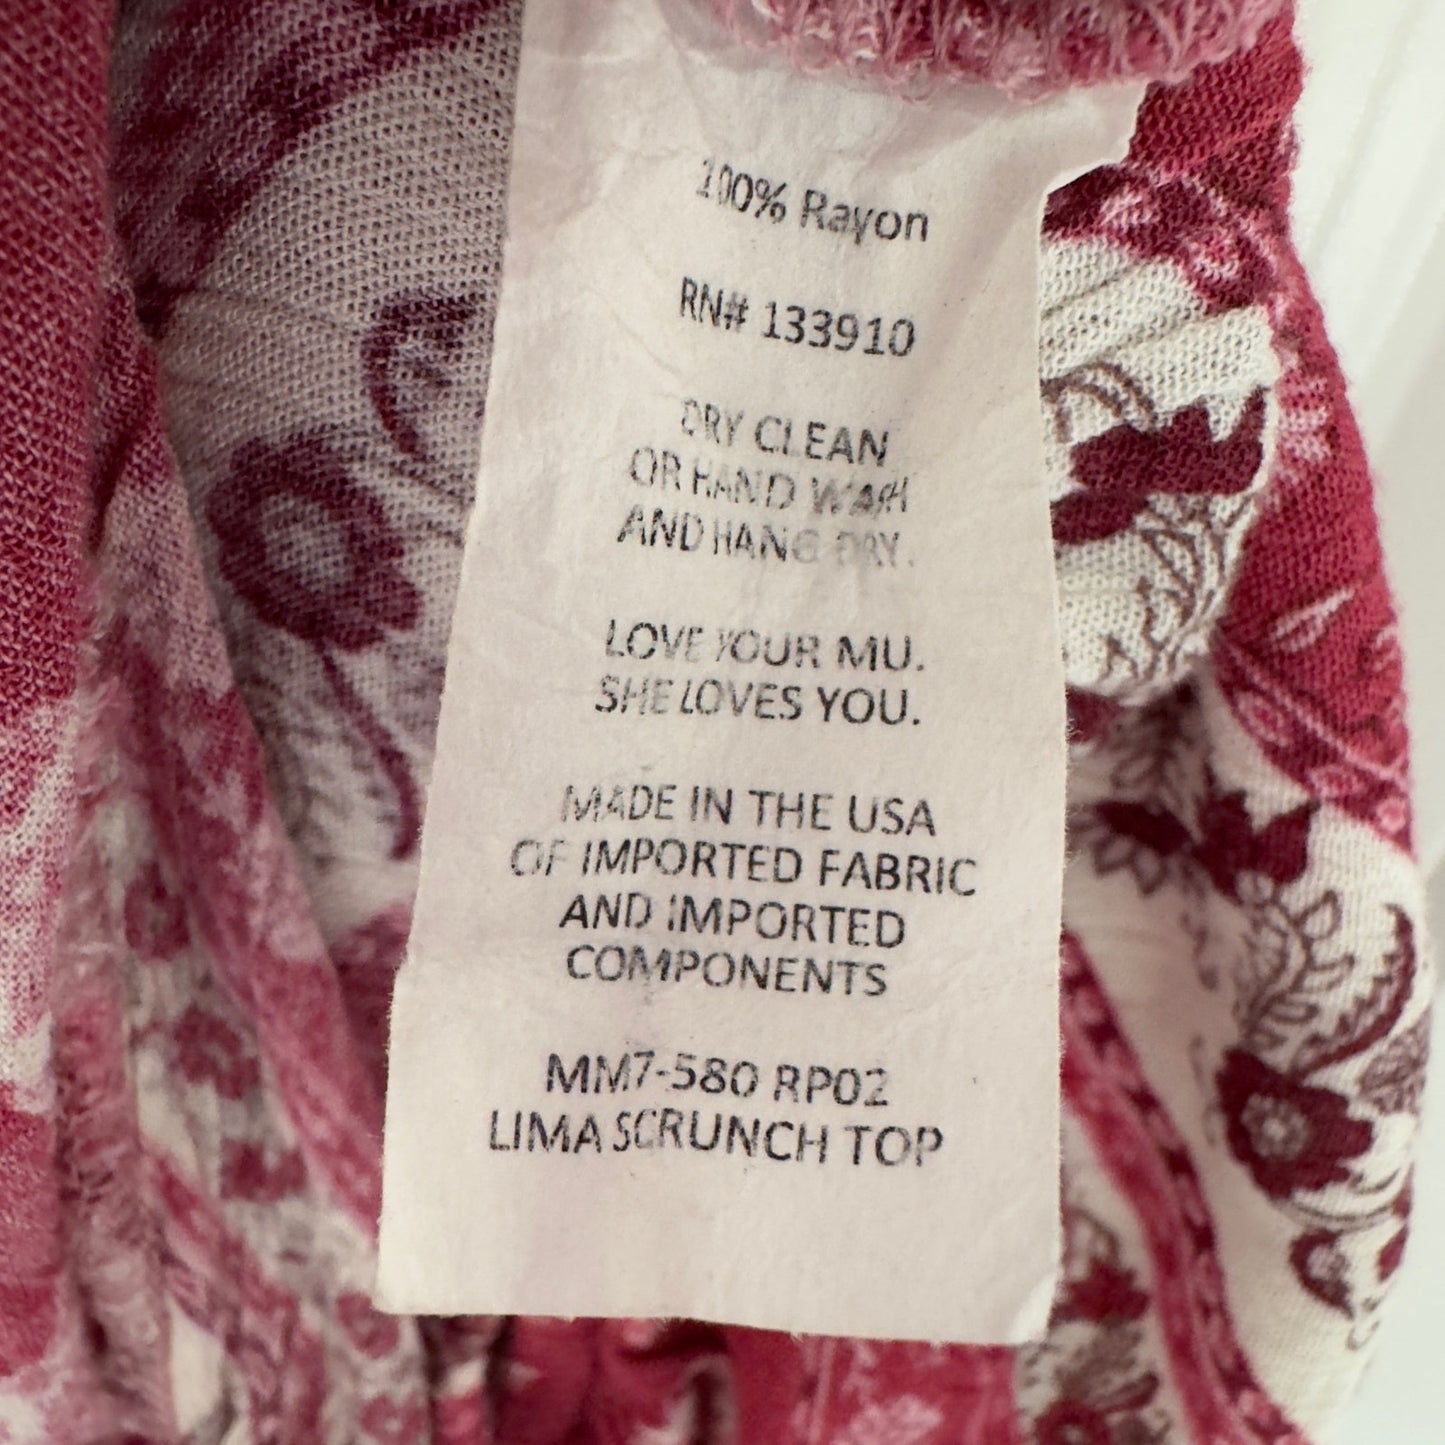 100% Rayon
RN# 133910
DRY CLEAN
OR HAND WASH
AND HANG DRY.
LOVE YOUR MU.
SHE LOVES YOU.
MADE IN THE USA
OF IMPORTED FABRIC
AND IMPORTED
COMPONENTS
MM7-580 RP02
LIMA SCRUNCH TOP